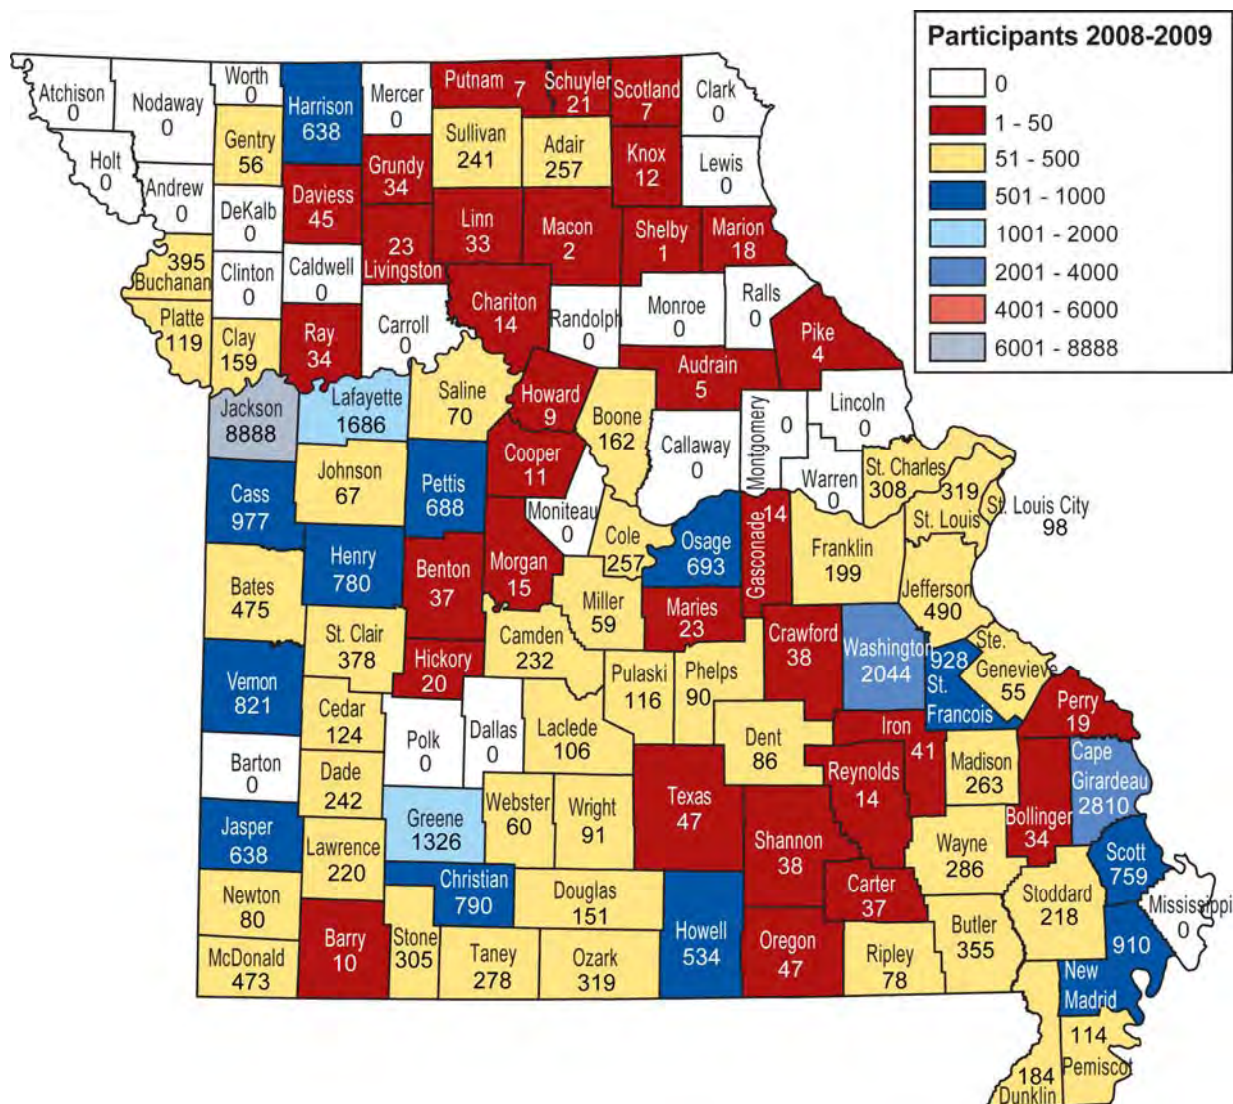 Participants 2008-2009
0
1 - 50
51 - 500
501 - 1000
1001 - 2000
2001 - 4000
4001 - 6000
6001 - 8888
Atchison
0
Nodaway
0
Worth
0
Harrison
638
Mercer
0
Putnam 7
Schuyler
21
Scotland
7
Clark
0
Holt
0
Andrew
0
Gentry
56
DeKalb
0
Daviess
45
Grundy
34
Sullivan
241
Adair
257
Knox
12
Lewis
0
395
Buchanan
Clinton
0
Caldwell
0
23
Livingston
Linn
33
Macon
2
Shelby
1
Marion
18
Platte
119
Clay
159
Ray
34
Carroll
0
Chariton
14
Randolph
0
Monroe
0
Ralls
0
Pike
4
Jackson
8888
Lafayette
1686
Saline
70
Howard
9
Boone
162
Audrain
5
Callaway
0
Montgomery
0
Lincoln
0
Warren
0
St. Charles
308
319
St. Louis
St. Louis City
98
Cass
977
Johnson
67
Pettis
688
Cooper
11
Moniteau
0
Cole
257
Osage
693
Gasconade
14
Franklin
199
Jefferson
490
Bates
475
Henry
780
Benton
37
Morgan
15
Miller
59
Maries
23
Crawford
38
Washington
2044
928
St.
Francois
Ste.
Genevieve
55
Perry
19
St. Clair
378
Hickory
20
Camden
232
Pulaski
116
Phelps
90
Vernon
821
Cedar
124
Polk
0
Dallas
0
Laclede
106
Dent
86
Iron
41
Reynolds
14
Madison
263
Bollinger
34
Cape
Girardeau
2810
Barton
0
Dade
242
Greene
1326
Webster
60
Wright
91
Texas
47
Shannon
38
Wayne
286
Scott
759
Mississippi
0
Jasper
638
Lawrence
220
Christian
790
Douglas
151
Howell
534
Carter
37
Butler
355
Stoddard
218
910
New
Madrid
Newton
80
McDonald
473
Barry
10
Stone
305
Taney
278
Ozark
319
Oregon
47
Ripley
78
184
Dunklin
114
Pemiscot